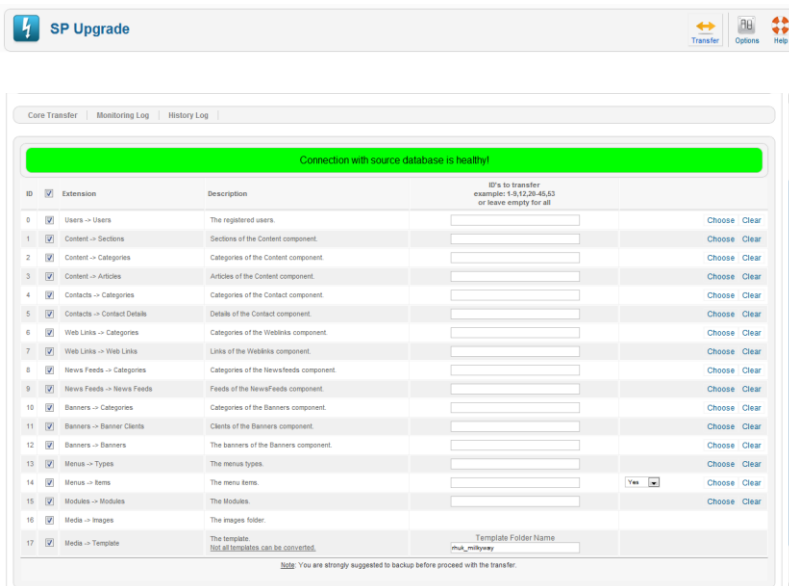 SP Upgrade
Transfer Options Help
Core Transfer Monitoring Log History Log
Connection with source database is healthy!
ID Extension Description ID's to transfer example: 1-9,12,20-45,53 or leave empty for all
0 Users -> Users The registered users. Choose Clear
1 Content -> Sections Sections of the Content component. Choose Clear
2 Content -> Categories Categories of the Content component. Choose Clear
3 Content -> Articles Articles of the Content component. Choose Clear
4 Contacts -> Categories Categories of the Contact component. Choose Clear
5 Contacts -> Contact Details Details of the Contact component. Choose Clear
6 Web Links -> Categories Categories of the Weblinks component. Choose Clear
7 Web Links -> Web Links Links of the Weblinks component. Choose Clear
8 News Feeds -> Categories Categories of the Newsfeeds component. Choose Clear
9 News Feeds -> News Feeds Feeds of the NewsFeeds component. Choose Clear
10 Banners -> Categories Categories of the Banners component. Choose Clear
11 Banners -> Banner Clients Clients of the Banners component. Choose Clear
12 Banners -> Banners The banners of the Banners component. Choose Clear
13 Menus -> Types The menus types. Choose Clear
14 Menus -> Items The menu items. Yes Choose Clear
15 Modules -> Modules The Modules. Choose Clear
16 Media -> Images The images folder.
17 Media -> Template The template. Template Folder Name
Not all templates can be converted. rhuk_milkyway
Note: You are strongly suggested to backup before proceed with the transfer.